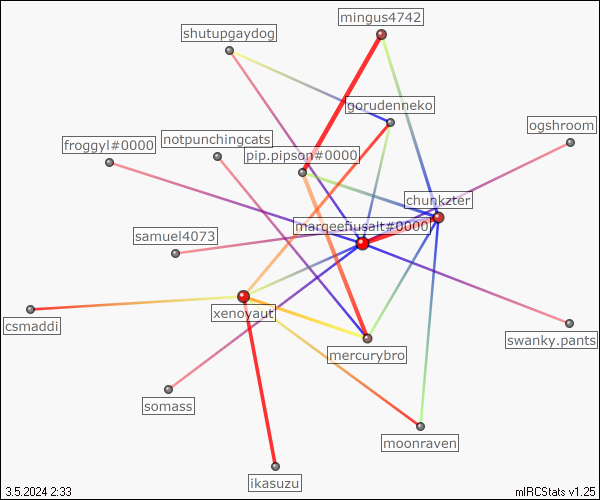 mingus4742
shutupgaydog
gorudenneko
ogshroom
notpunchingcats
froggyl#0000
pip.pipson#0000
chunkzter
marqeefiusalt#0000
samuel4073
xenoyaut
csmaddi
swanky.pants
mercurybro
somass
moonraven
ikasuzu
3.5.2024 2:33
mIRCStats v1.25